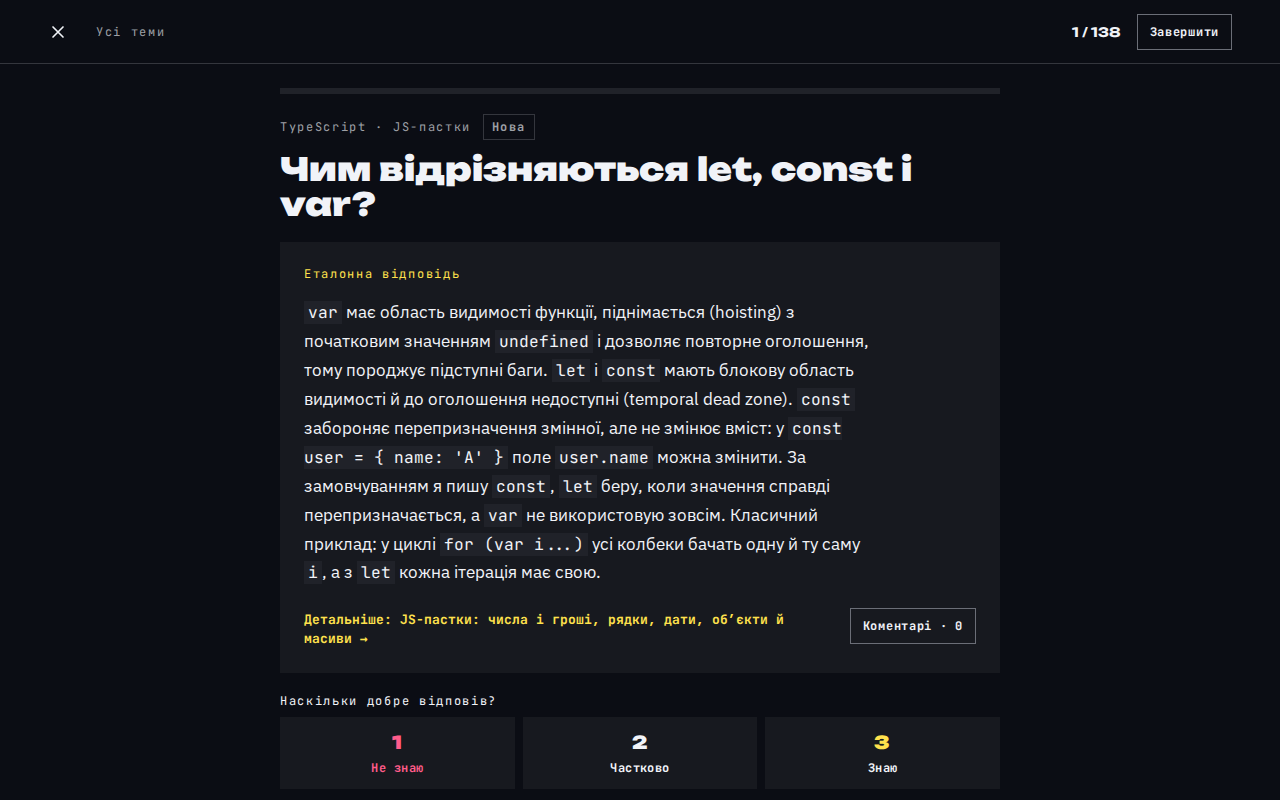 Усі теми
1/138
Завершити
TypeScript · JS-пастки Нова
Чим відрізняються let, const і
var?
Еталонна відповідь
var має область видимості функції, піднімається (hoisting) з
початковим значенням undefined і дозволяє повторне оголошення,
тому породжує підступні баги. let і const мають блокову область
видимості й до оголошення недоступні (temporal dead zone). const
забороняє перепризначення змінної, але не змінює вміст: у const
user = { name: 'A' } поле user.name можна змінити. За
замовчуванням я пишу const, let беру, коли значення справді
перепризначається, а var не використовую зовсім. Класичний
приклад: у циклі for (var i...) усі колбеки бачать одну й ту саму
i, а з let кожна ітерація має свою.
Детальніше: JS-пастки: числа і гроші, рядки, дати, об’єкти й
масиви →
Коментарі · 0
Наскільки добре відповів?
1
Не знаю
2
Частково
3
Знаю